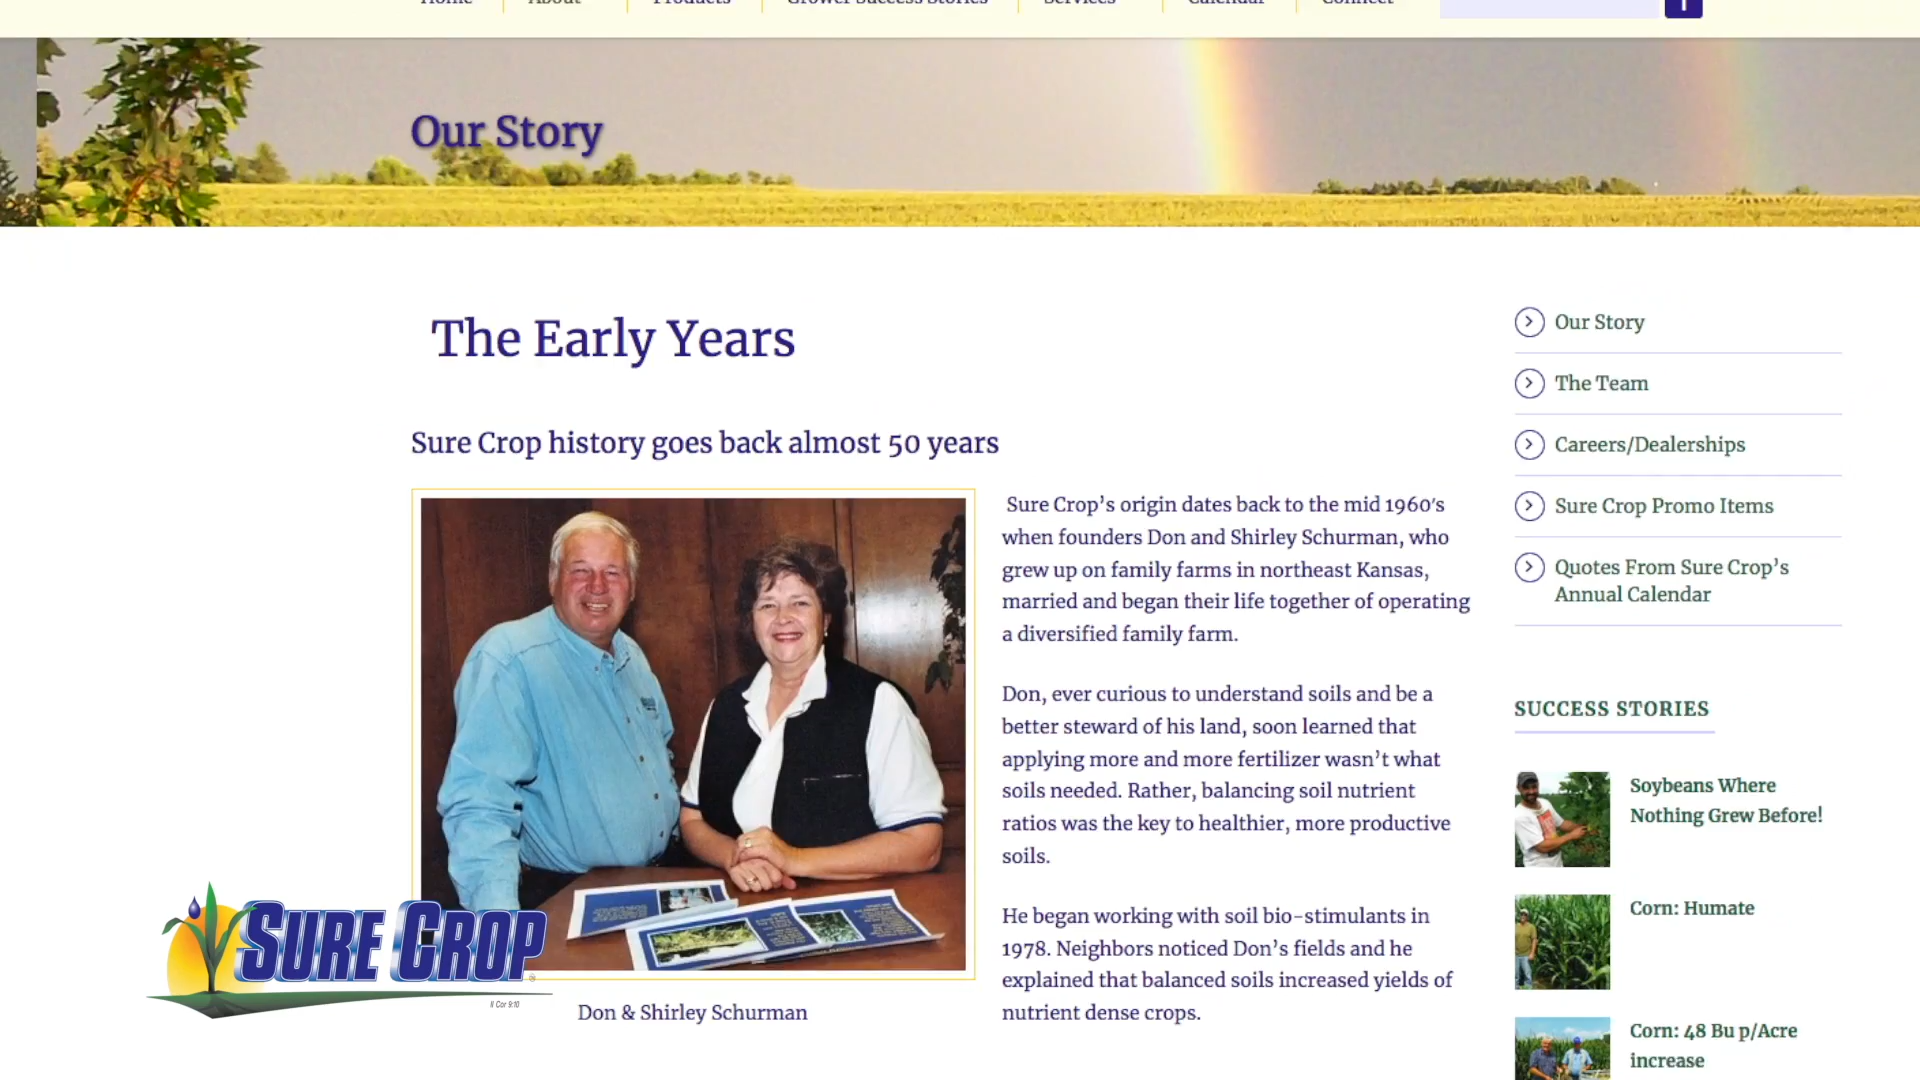 Home About Products Grower Success Stories Services Calendar Connect
Our Story
The Early Years
Sure Crop history goes back almost 50 years
Sure Crop’s origin dates back to the mid 1960's
when founders Don and Shirley Schurman, who
grew up on family farms in northeast Kansas,
married and began their life together of operating
a diversified family farm.
Don, ever curious to understand soils and be a
better steward of his land, soon learned that
applying more and more fertilizer wasn’t what
soils needed. Rather, balancing soil nutrient
ratios was the key to healthier, more productive
soils.
He began working with soil bio-stimulants in
1978. Neighbors noticed Don’s fields and he
explained that balanced soils increased yields of
nutrient dense crops.
Don & Shirley Schurman
SURE CROP
II Cor 9:10
Our Story
The Team
Careers/Dealerships
Sure Crop Promo Items
Quotes From Sure Crop’s
Annual Calendar
SUCCESS STORIES
Soybeans Where
Nothing Grew Before!
Corn: Humate
Corn: 48 Bu p/Acre
increase